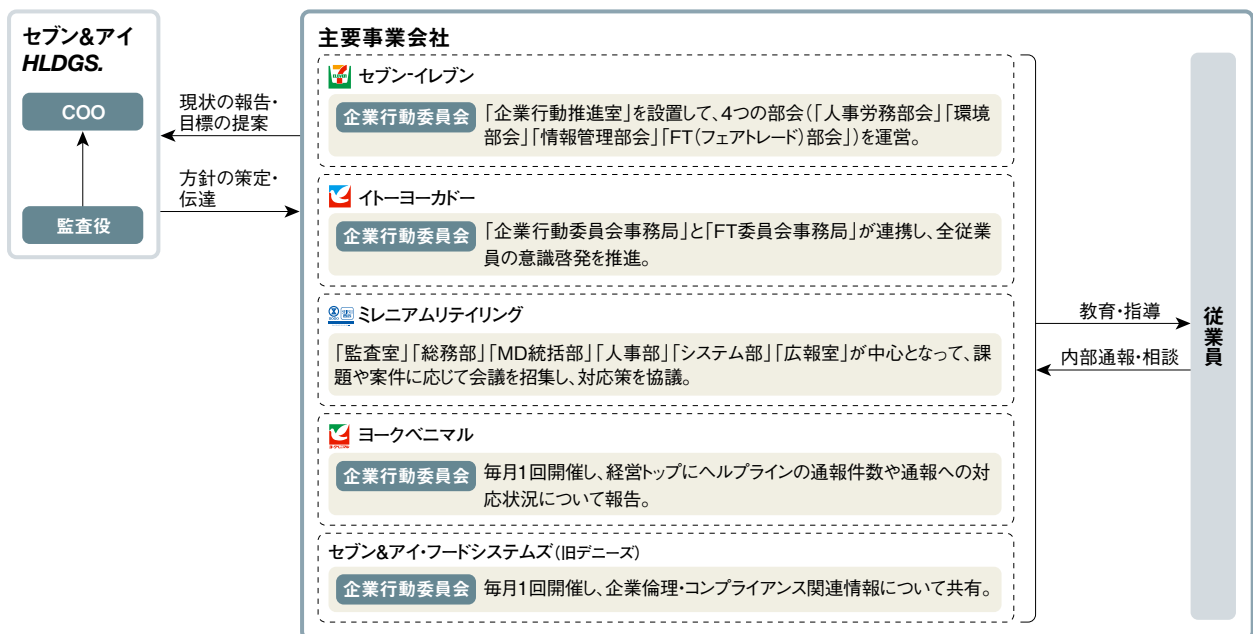 セブン&アイ
HLDGS.
COO
監査役
現状の報告・
目標の提案
方針の策定・
伝達
主要事業会社
セブン-イレブン
企業行動委員会
「企業行動推進室」を設置して、4つの部会(「人事労務部会」「環境
部会」「情報管理部会」「FT(フェアトレード)部会」)を運営。
イトーヨーカドー
企業行動委員会
「企業行動委員会事務局」と「FT委員会事務局」が連携し、全従業
員の意識啓発を推進。
ミレニアムリテイリング
「監査室」「総務部」「MD統括部」「人事部」「システム部」「広報室」が中心となって、課
題や案件に応じて会議を招集し、対応策を協議。
ヨークベニマル
企業行動委員会
毎月1回開催し、経営トップにヘルプラインの通報件数や通報への対
応状況について報告。
セブン&アイ・フードシステムズ(旧デニーズ)
企業行動委員会
毎月1回開催し、企業倫理・コンプライアンス関連情報について共有。
教育・指導
内部通報・相談
従業員